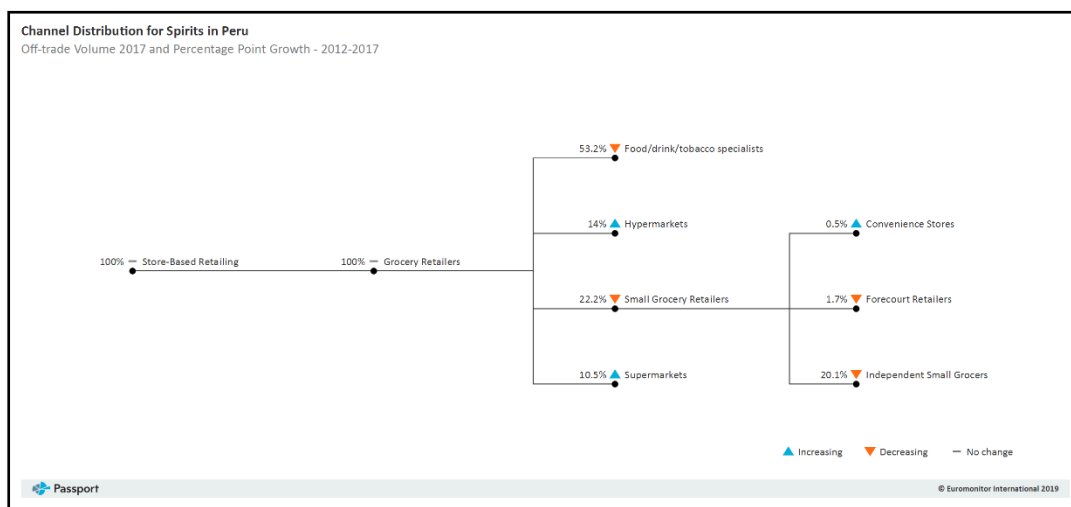 Channel Distribution for Spirits in Peru
Off-trade Volume 2017 and Percentage Point Growth - 2012-2017
53.2% ▼ Food/drink/tobacco specialists
14% ▲ Hypermarkets
0.5% ▲ Convenience Stores
100% — Store-Based Retailing
100% — Grocery Retailers
22.2% ▼ Small Grocery Retailers
1.7% ▼ Forecourt Retailers
10.5% ▲ Supermarkets
20.1% ▼ Independent Small Grocers
▲ Increasing ▼ Decreasing — No change
Passport
© Euromonitor International 2019